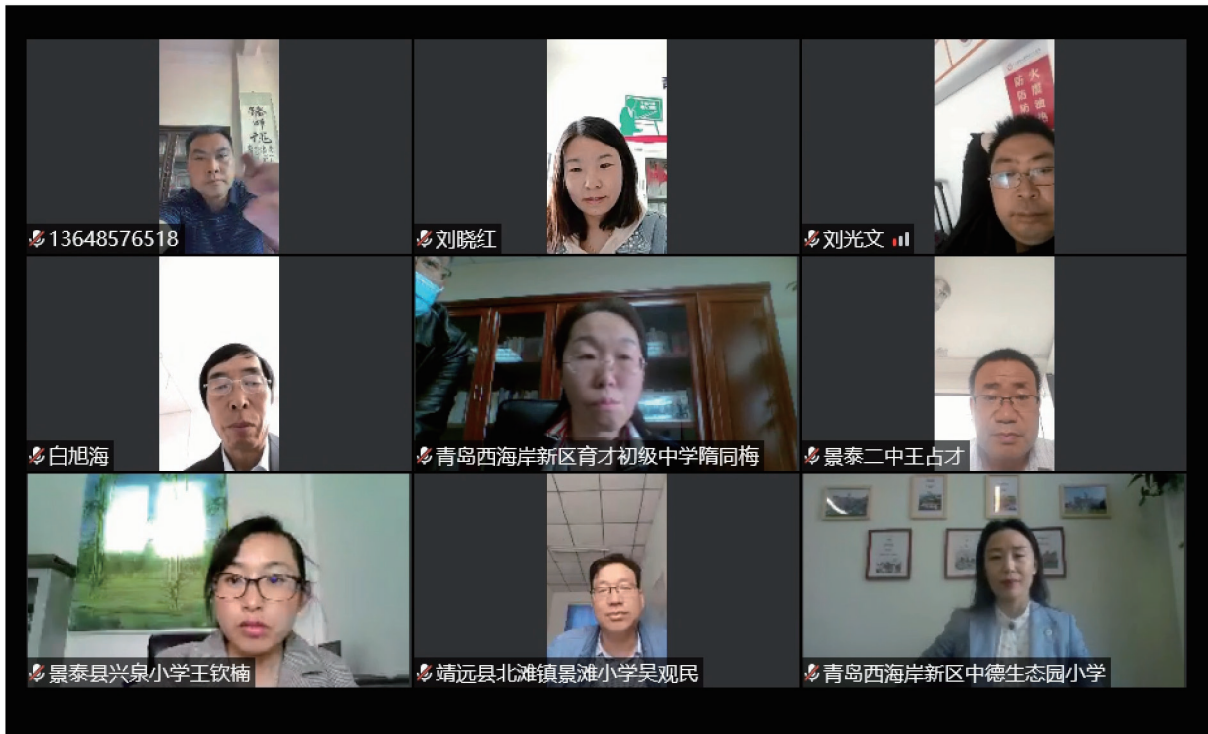 13648576518
刘晓红
刘光文
白旭海
青岛西海岸新区育才初级中学隋同梅
景泰二中王占才
景泰县兴泉小学王钦楠
靖远县北滩镇景滩小学吴观民
青岛西海岸新区中德生态园小学